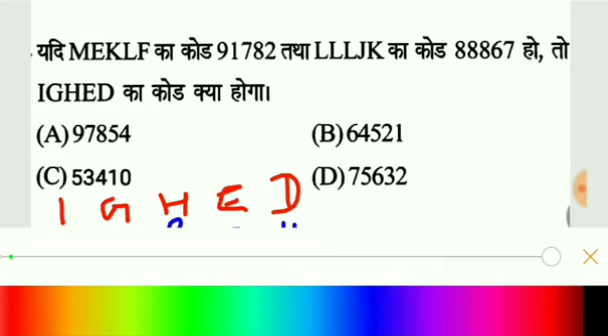 यदि MEKLF का कोड 91782 तथा LLLJK का कोड 88867 हो, तो
IGHED का कोड क्या होगा।
(A) 97854 (B) 64521
(C) 53410 (D) 75632
I G H E D